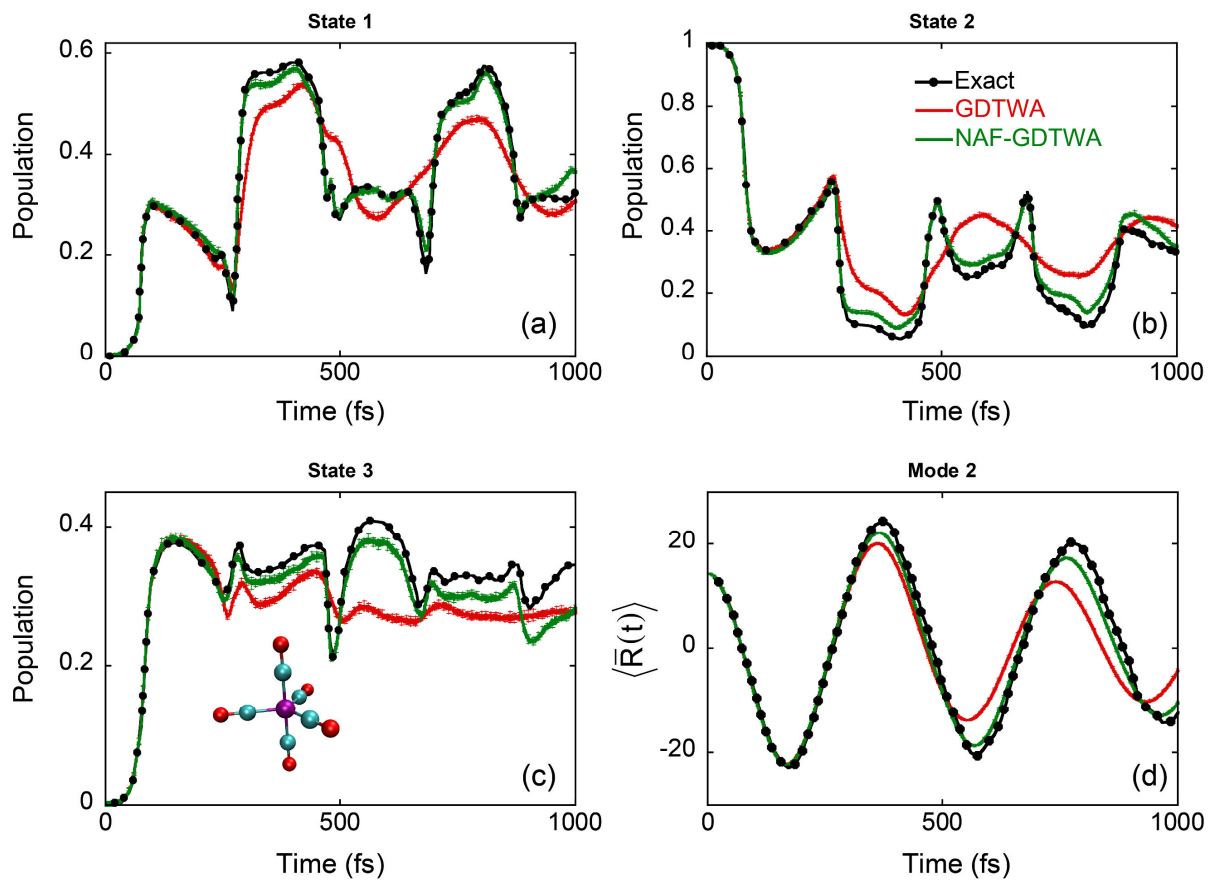 State 1
Population
0.6
0.4
0.2
0
0
500
1000
Time (fs)
(a)
State 2
Population
1
0.8
0.6
0.4
0.2
0
0
500
1000
Time (fs)
Exact
GDTWA
NAF-GDTWA
(b)
State 3
Population
0.4
0.2
0
0
500
1000
Time (fs)
(c)
Mode 2
⟨R̄(t)⟩
20
0
-20
0
500
1000
Time (fs)
(d)